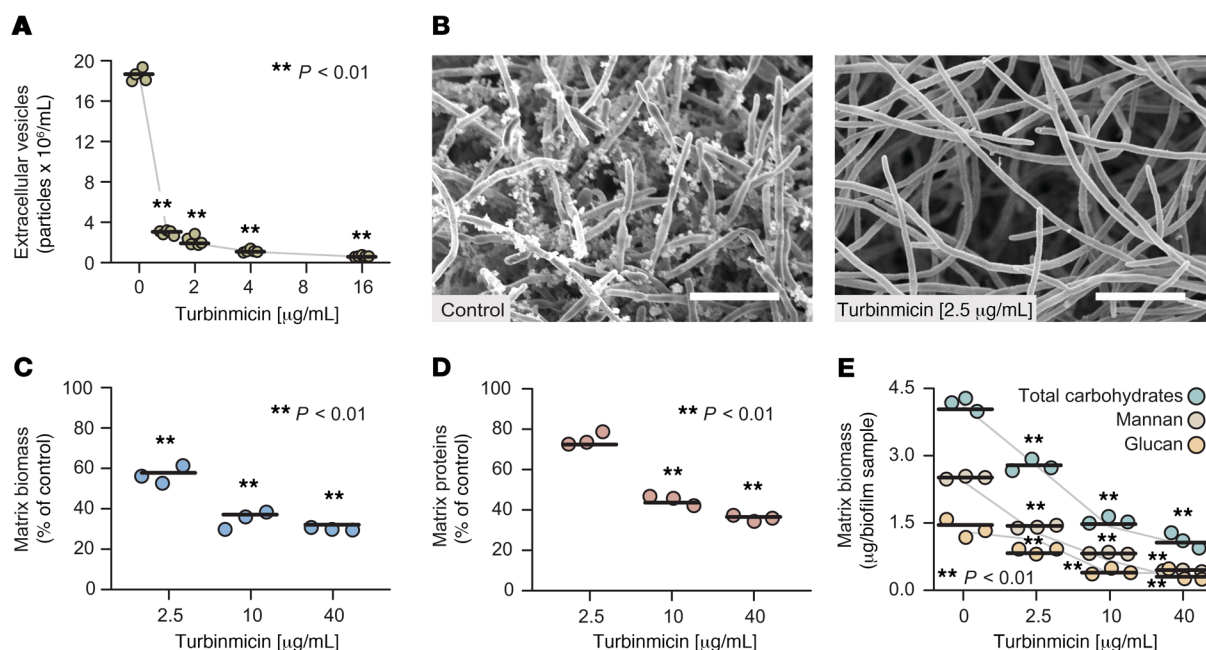 A
Extracellular vesicles
(particles x 10⁶/mL)
20
16
12
8
4
0
** P < 0.01
**
**
**
**
0
2
4
8
16
Turbinmicin [μg/mL]
B
Control
Turbinmicin [2.5 μg/mL]
C
Matrix biomass
(% of control)
100
80
60
40
20
0
** P < 0.01
**
**
**
2.5
10
40
Turbinmicin [μg/mL]
D
Matrix proteins
(% of control)
100
80
60
40
20
0
** P < 0.01
**
**
2.5
10
40
Turbinmicin [μg/mL]
E
Matrix biomass
(μg/biofilm sample)
4.5
3.0
1.5
0.0
Total carbohydrates
Mannan
Glucan
**
**
**
**
**
**
**
**
**
** P < 0.01
0
2.5
10
40
Turbinmicin [μg/mL]